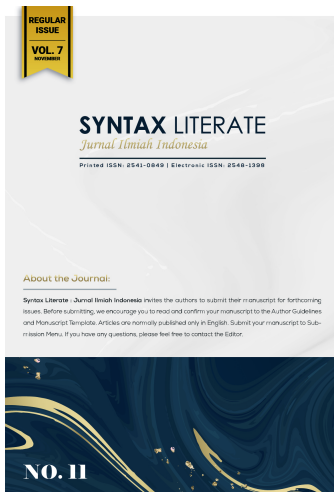 REGULAR
ISSUE
VOL. 7
NOVEMBER
SYNTAX LITERATE
Jurnal Ilmiah Indonesia
Printed ISSN: 2541-0849 | Electronic ISSN: 2548-1398
About the Journal:
Syntax Literate : Jurnal Ilmiah Indonesia invites the authors to submit their manuscript for forthcoming
issues. Before submitting, we encourage you to read and confirm your manuscript to the Author Guidelines
and Manuscript Template. Articles are normally published only in English. Submit your manuscript to Sub-
mission Menu. If you have any questions, please feel free to contact the Editor.
NO. 11